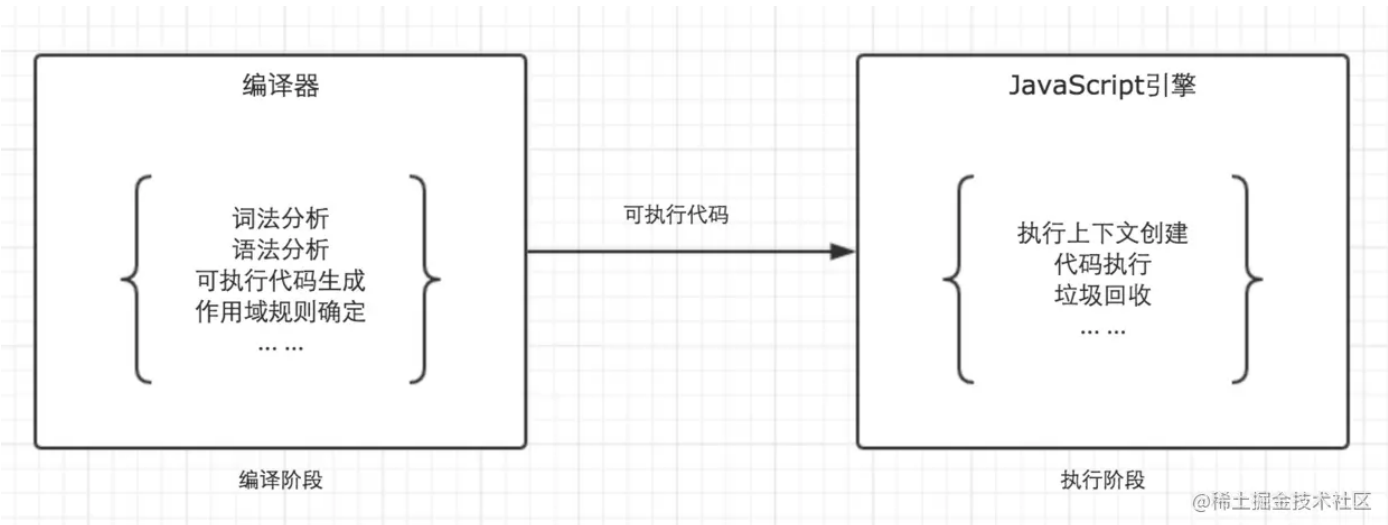 编译器
词法分析
语法分析
可执行代码生成
作用域规则确定
... ...
编译阶段
可执行代码
JavaScript引擎
执行上下文创建
代码执行
垃圾回收
... ...
执行阶段
@稀土掘金技术社区